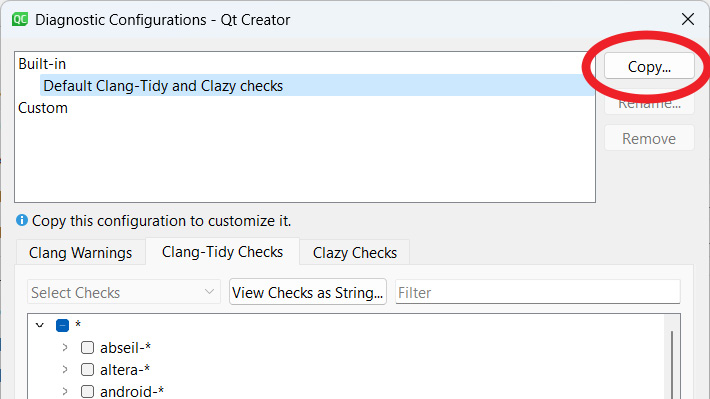 QC Diagnostic Configurations - Qt Creator
Built-in
Default Clang-Tidy and Clazy checks
Custom
Copy...
Rename...
Remove
Copy this configuration to customize it.
Clang Warnings Clang-Tidy Checks Clazy Checks
Select Checks View Checks as String... Filter
*
abseil-*
altera-*
android-*